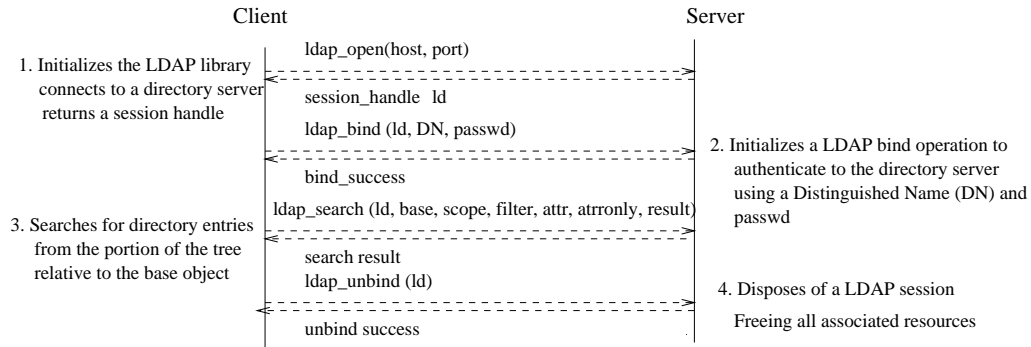 Client
Server
ldap_open(host, port)
1. Initializes the LDAP library
connects to a directory server
returns a session handle
session_handle ld
ldap_bind (ld, DN, passwd)
2. Initializes a LDAP bind operation to
authenticate to the directory server
using a Distinguished Name (DN) and
passwd
bind_success
ldap_search (ld, base, scope, filter, attr, atrronly, result)
3. Searches for directory entries
from the portion of the tree
relative to the base object
search result
ldap_unbind (ld)
4. Disposes of a LDAP session
Freeing all associated resources
unbind success